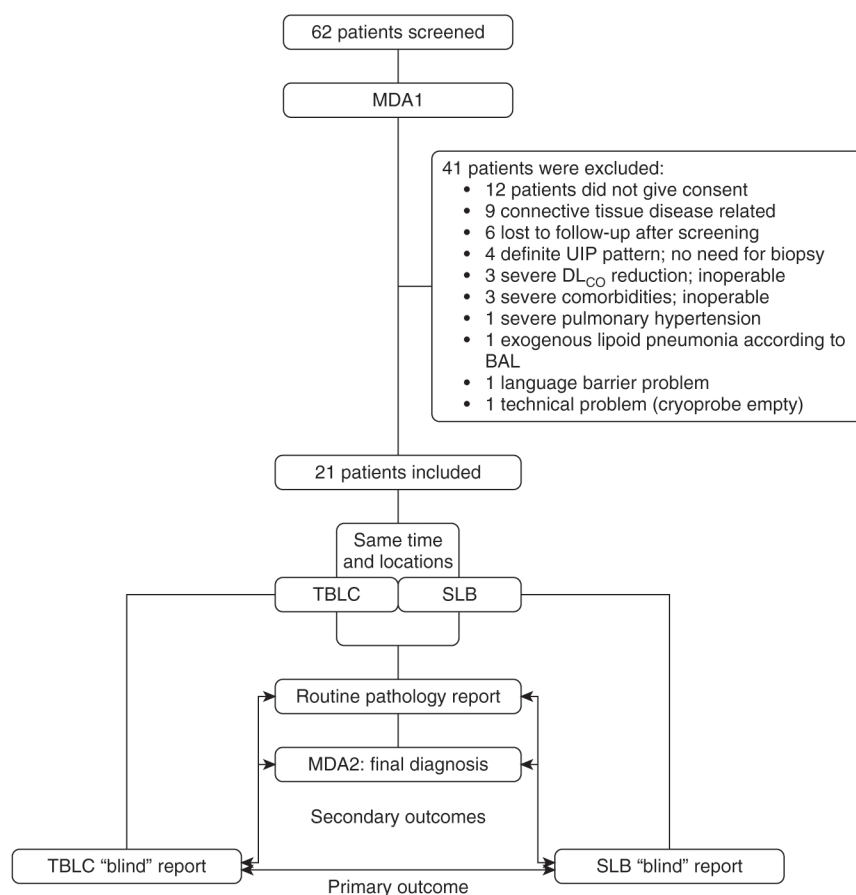 62 patients screened
MDA1
41 patients were excluded:
• 12 patients did not give consent
• 9 connective tissue disease related
• 6 lost to follow-up after screening
• 4 definite UIP pattern; no need for biopsy
• 3 severe DLCO reduction; inoperable
• 3 severe comorbidities; inoperable
• 1 severe pulmonary hypertension
• 1 exogenous lipoid pneumonia according to
BAL
• 1 language barrier problem
• 1 technical problem (cryoprobe empty)
21 patients included
Same time
and locations
TBLC
SLB
Routine pathology report
MDA2: final diagnosis
Secondary outcomes
TBLC “blind” report
SLB “blind” report
Primary outcome